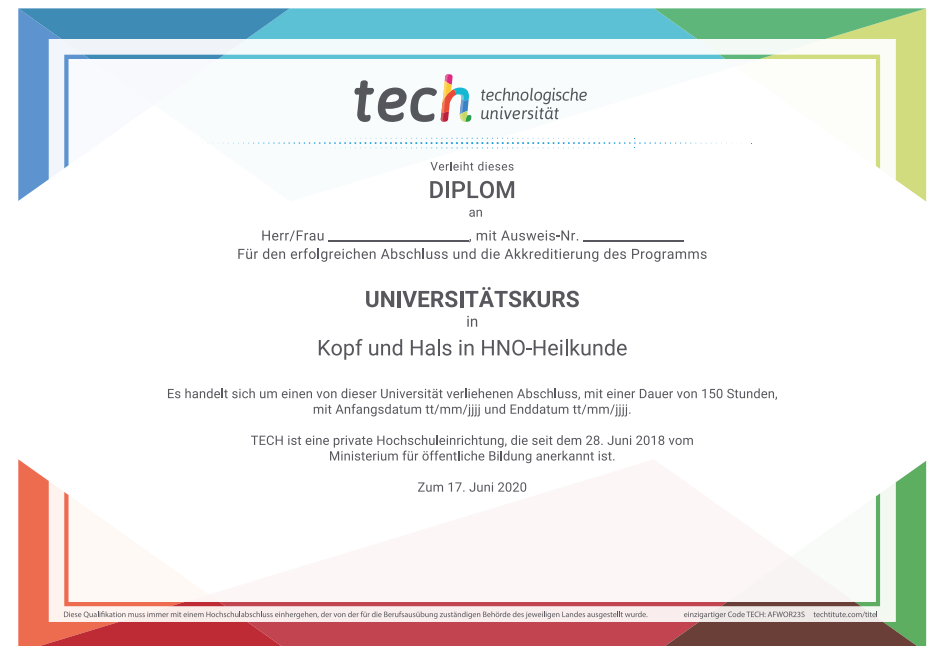 tech technologische
universität
Verleiht dieses
DIPLOM
an
Herr/Frau ____________________, mit Ausweis-Nr. ______________
Für den erfolgreichen Abschluss und die Akkreditierung des Programms
UNIVERSITÄTSKURS
in
Kopf und Hals in HNO-Heilkunde
Es handelt sich um einen von dieser Universität verliehenen Abschluss, mit einer Dauer von 150 Stunden,
mit Anfangsdatum tt/mm/jjjj und Enddatum tt/mm/jjjj.
TECH ist eine private Hochschuleinrichtung, die seit dem 28. Juni 2018 vom
Ministerium für öffentliche Bildung anerkannt ist.
Zum 17. Juni 2020
Diese Qualifikation muss immer mit einem Hochschulabschluss einhergehen, der von der für die Berufsausübung zuständigen Behörde des jeweiligen Landes ausgestellt wurde. einzigartiger Code TECH: AFWOR23S techtitute.com/titel